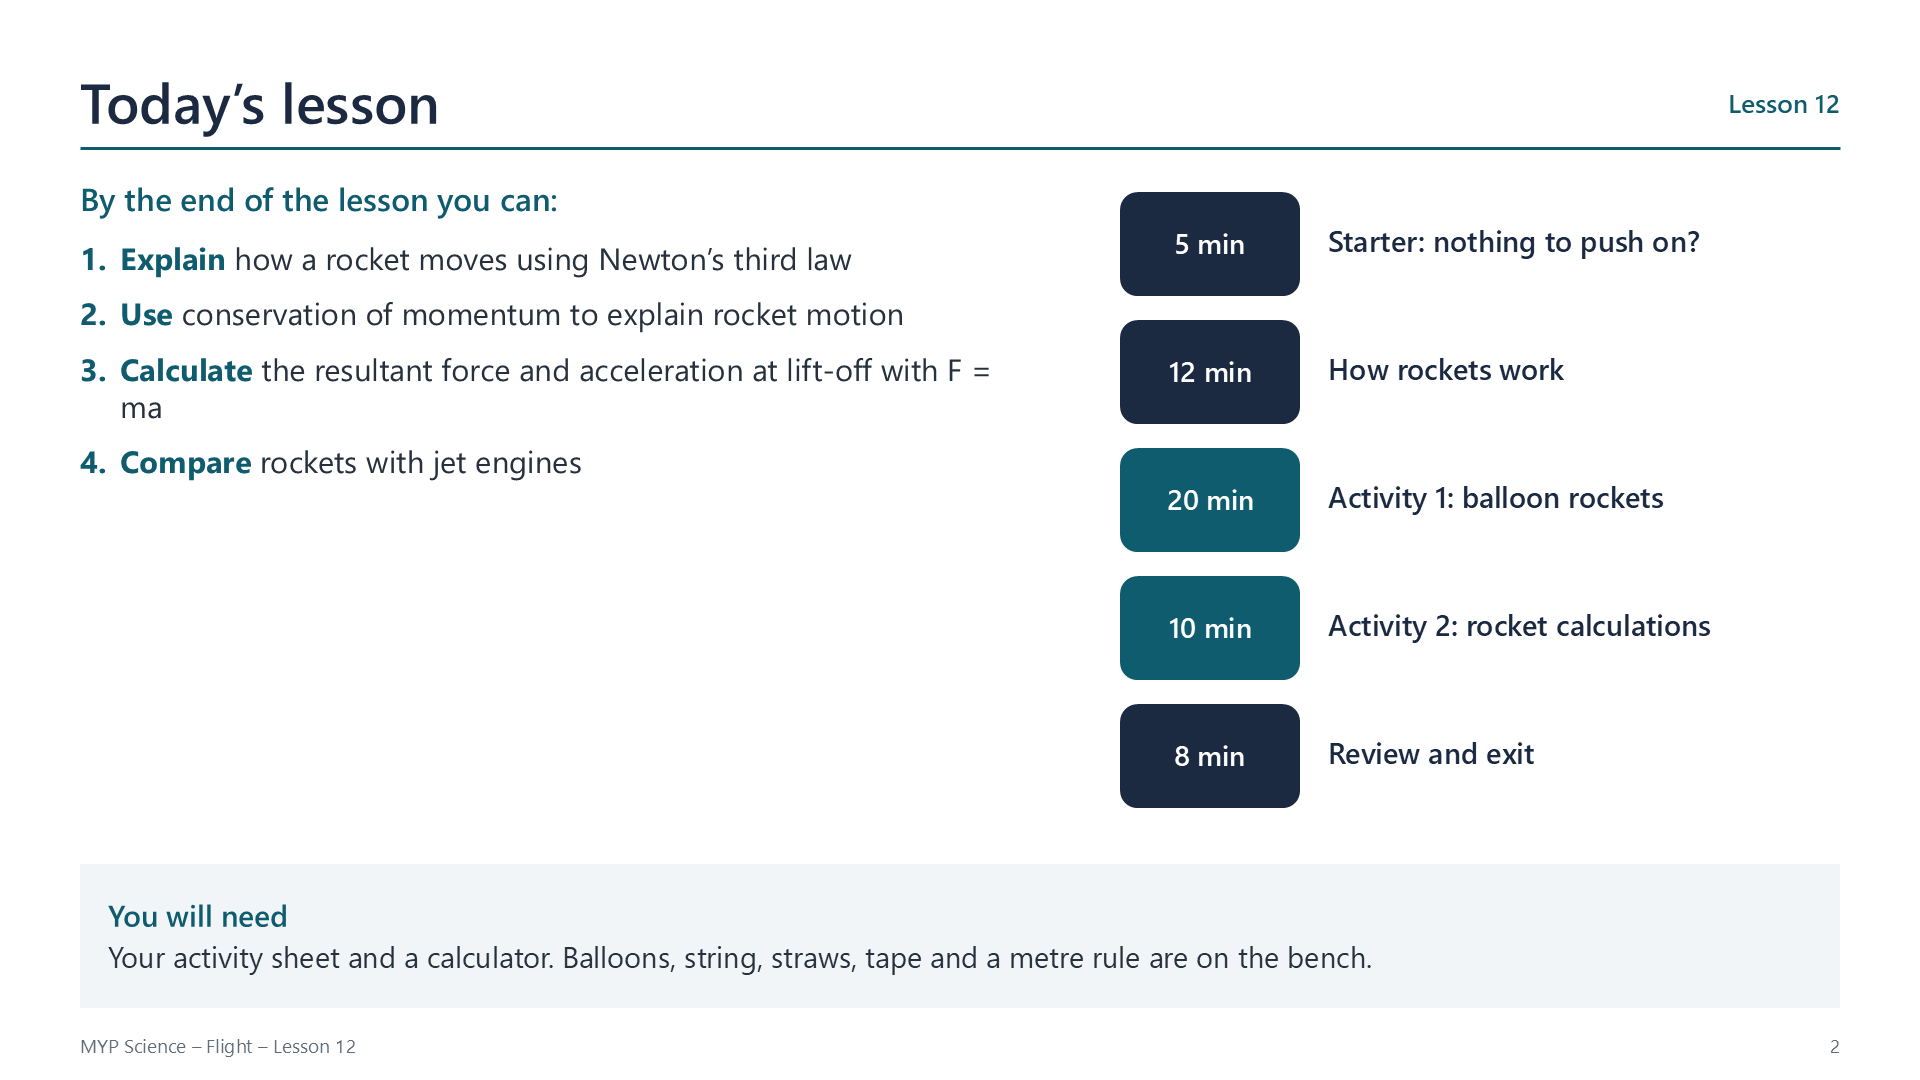 Today’s lesson
Lesson 12
By the end of the lesson you can:
1. Explain how a rocket moves using Newton’s third law
2. Use conservation of momentum to explain rocket motion
3. Calculate the resultant force and acceleration at lift-off with F =
ma
4. Compare rockets with jet engines
5 min
Starter: nothing to push on?
12 min
How rockets work
20 min
Activity 1: balloon rockets
10 min
Activity 2: rocket calculations
8 min
Review and exit
You will need
Your activity sheet and a calculator. Balloons, string, straws, tape and a metre rule are on the bench.
MYP Science – Flight – Lesson 12
2